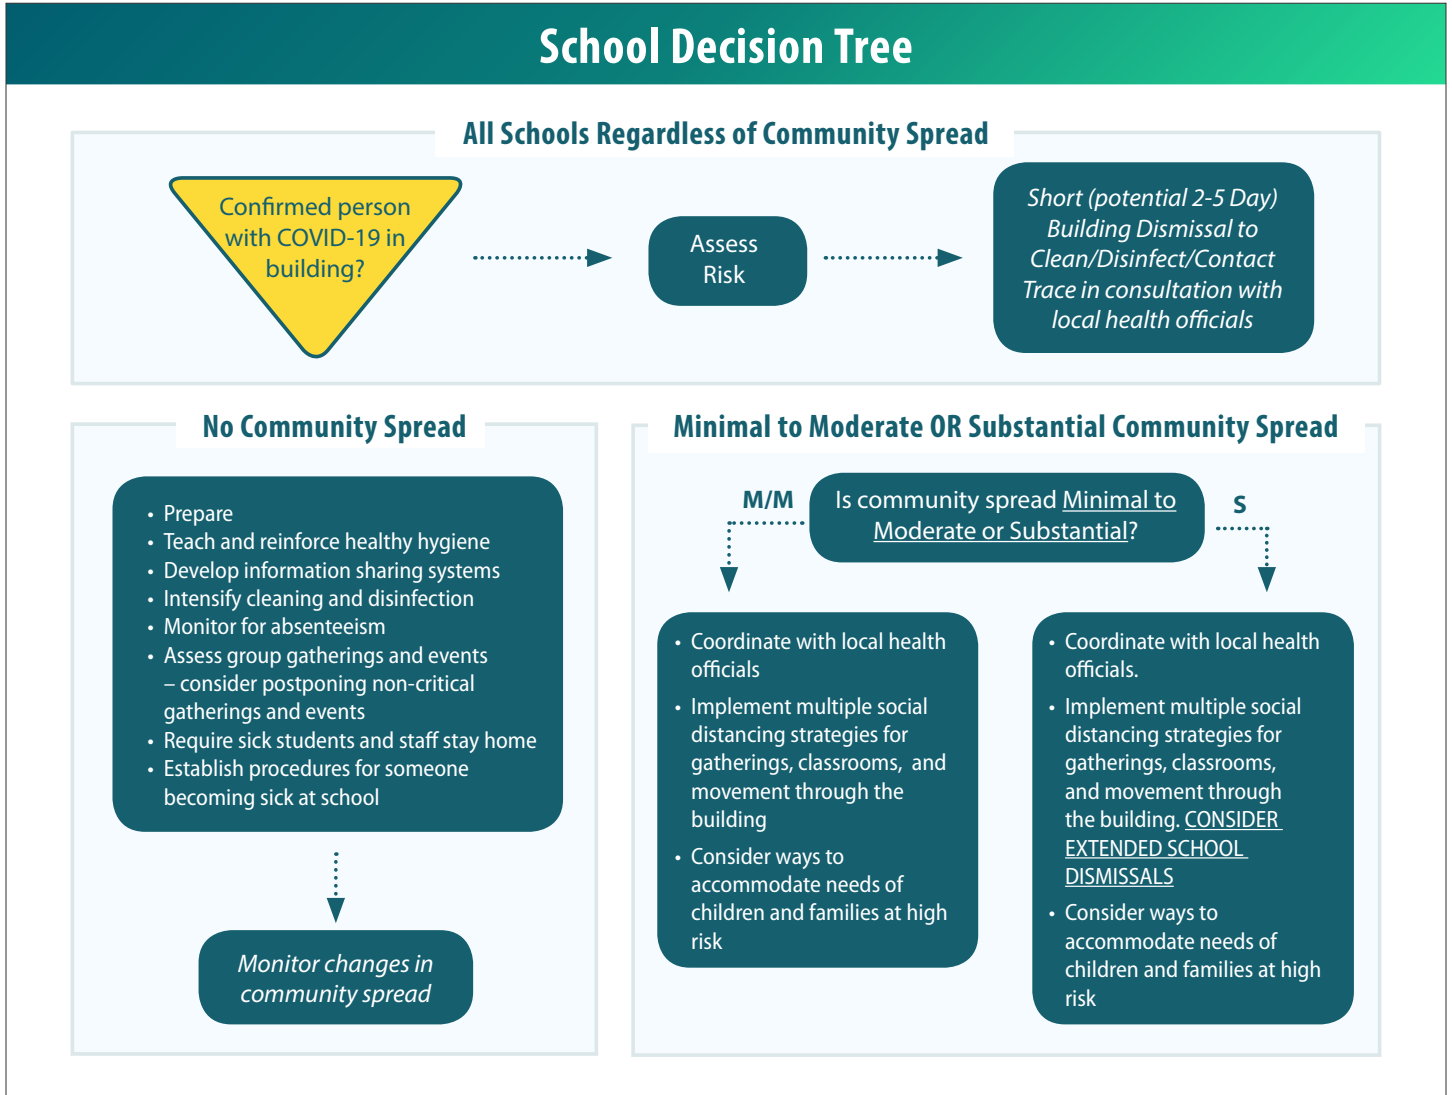 School Decision Tree
All Schools Regardless of Community Spread
Confirmed person
with COVID-19 in
building?
Assess
Risk
Short (potential 2-5 Day)
Building Dismissal to
Clean/Disinfect/Contact
Trace in consultation with
local health officials
No Community Spread
• Prepare
• Teach and reinforce healthy hygiene
• Develop information sharing systems
• Intensify cleaning and disinfection
• Monitor for absenteeism
• Assess group gatherings and events
– consider postponing non-critical
gatherings and events
• Require sick students and staff stay home
• Establish procedures for someone
becoming sick at school
Monitor changes in
community spread
Minimal to Moderate OR Substantial Community Spread
Is community spread Minimal to
Moderate or Substantial?
M/M
S
• Coordinate with local health
officials
• Implement multiple social
distancing strategies for
gatherings, classrooms, and
movement through the
building
• Consider ways to
accommodate needs of
children and families at high
risk
• Coordinate with local health
officials.
• Implement multiple social
distancing strategies for
gatherings, classrooms,
and movement through
the building. CONSIDER
EXTENDED SCHOOL
DISMISSALS
• Consider ways to
accommodate needs of
children and families at high
risk